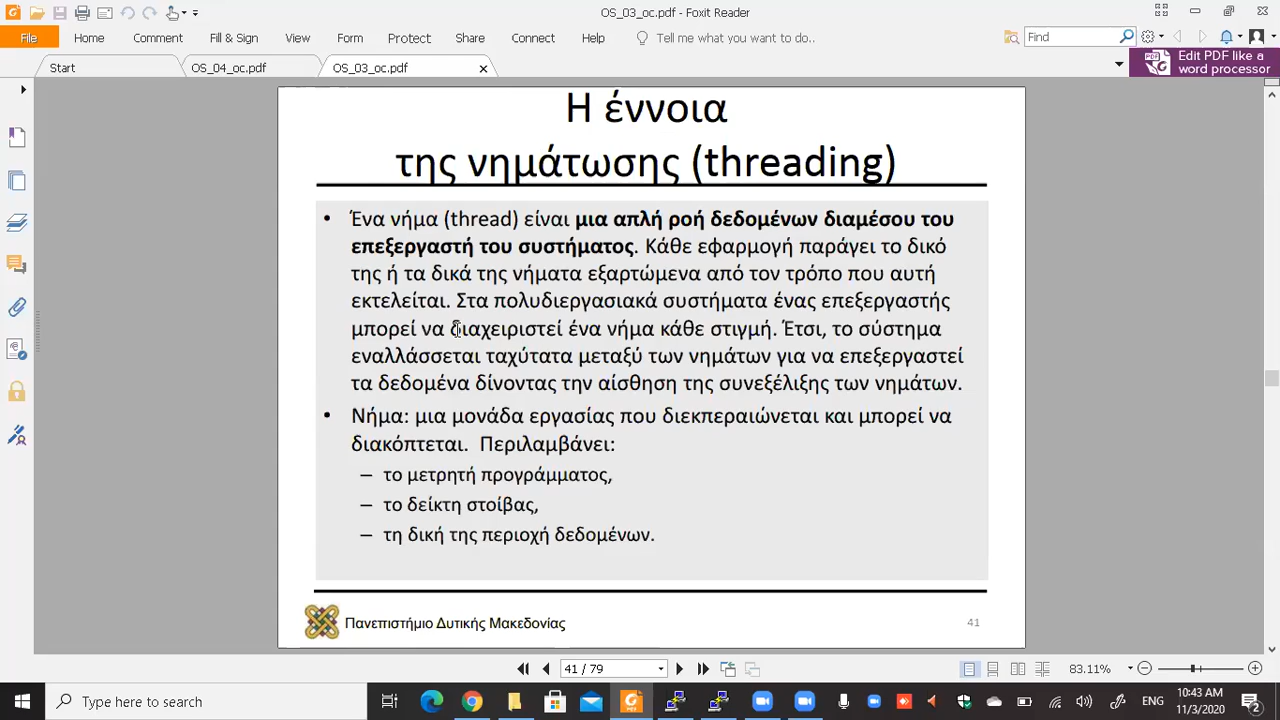 OS_03_oc.pdf - Foxit Reader
File Home Comment Fill & Sign View Form Protect Share Connect Help Tell me what you want to do.. Find
Start OS_04_oc.pdf OS_03_oc.pdf
Edit PDF like a
word processor
Η έννοια
της νημάτωσης (threading)
• Ένα νήμα (thread) είναι μια απλή ροή δεδομένων διαμέσου του
επεξεργαστή του συστήματος. Κάθε εφαρμογή παράγει το δικό
της ή τα δικά της νήματα εξαρτώμενα από τον τρόπο που αυτή
εκτελείται. Στα πολυδιεργασιακά συστήματα ένας επεξεργαστής
μπορεί να διαχειριστεί ένα νήμα κάθε στιγμή. Έτσι, το σύστημα
εναλλάσσεται ταχύτατα μεταξύ των νημάτων για να επεξεργαστεί
τα δεδομένα δίνοντας την αίσθηση της συνεξέλιξης των νημάτων.
• Νήμα: μια μονάδα εργασίας που διεκπεραιώνεται και μπορεί να
διακόπτεται. Περιλαμβάνει:
– το μετρητή προγράμματος,
– το δείκτη στοίβας,
– τη δική της περιοχή δεδομένων.
Πανεπιστήμιο Δυτικής Μακεδονίας
41
41 / 79
83.11%
Type here to search
ENG
10:43 AM
11/3/2020
2